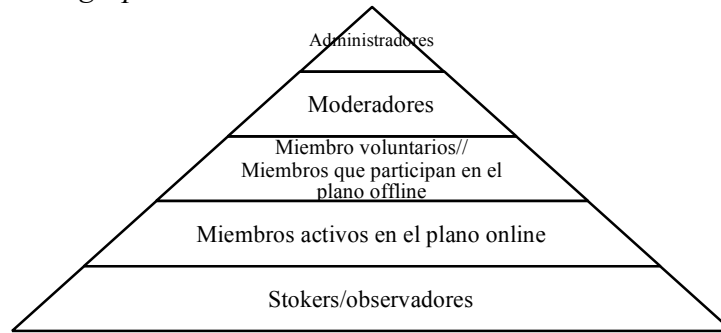 Administradores
Moderadores
Miembro voluntarios//
Miembros que participan en el
plano offline
Miembros activos en el plano online
Stokers/observadores